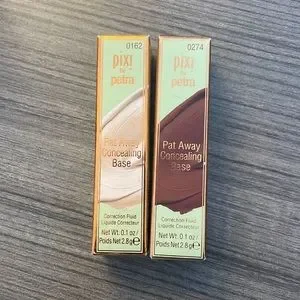 0162
pixi
by
petra
Pat Away
Concealing
Base
Correction Fluid
Liquide Correcteur
Net Wt. 0.1 oz /
Poids Net 2.8 g ℮
0274
pixi
by
petra
Pat Away
Concealing
Base
Correction Fluid
Liquide Correcteur
Net Wt. 0.1 oz /
Poids Net 2.8 g ℮